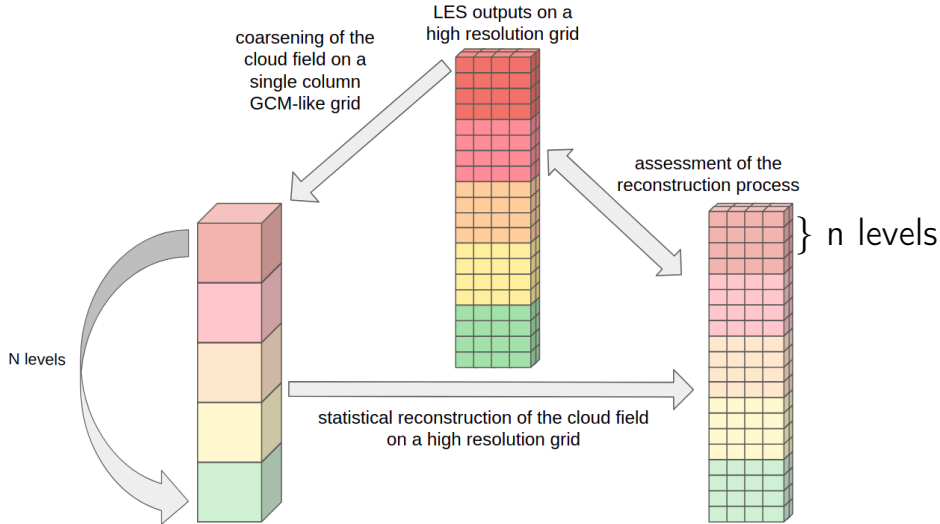 LES outputs on a
high resolution grid
coarsening of the
cloud field on a
single column
GCM-like grid
assessment of the
reconstruction process
} n levels
N levels
statistical reconstruction of the cloud field
on a high resolution grid